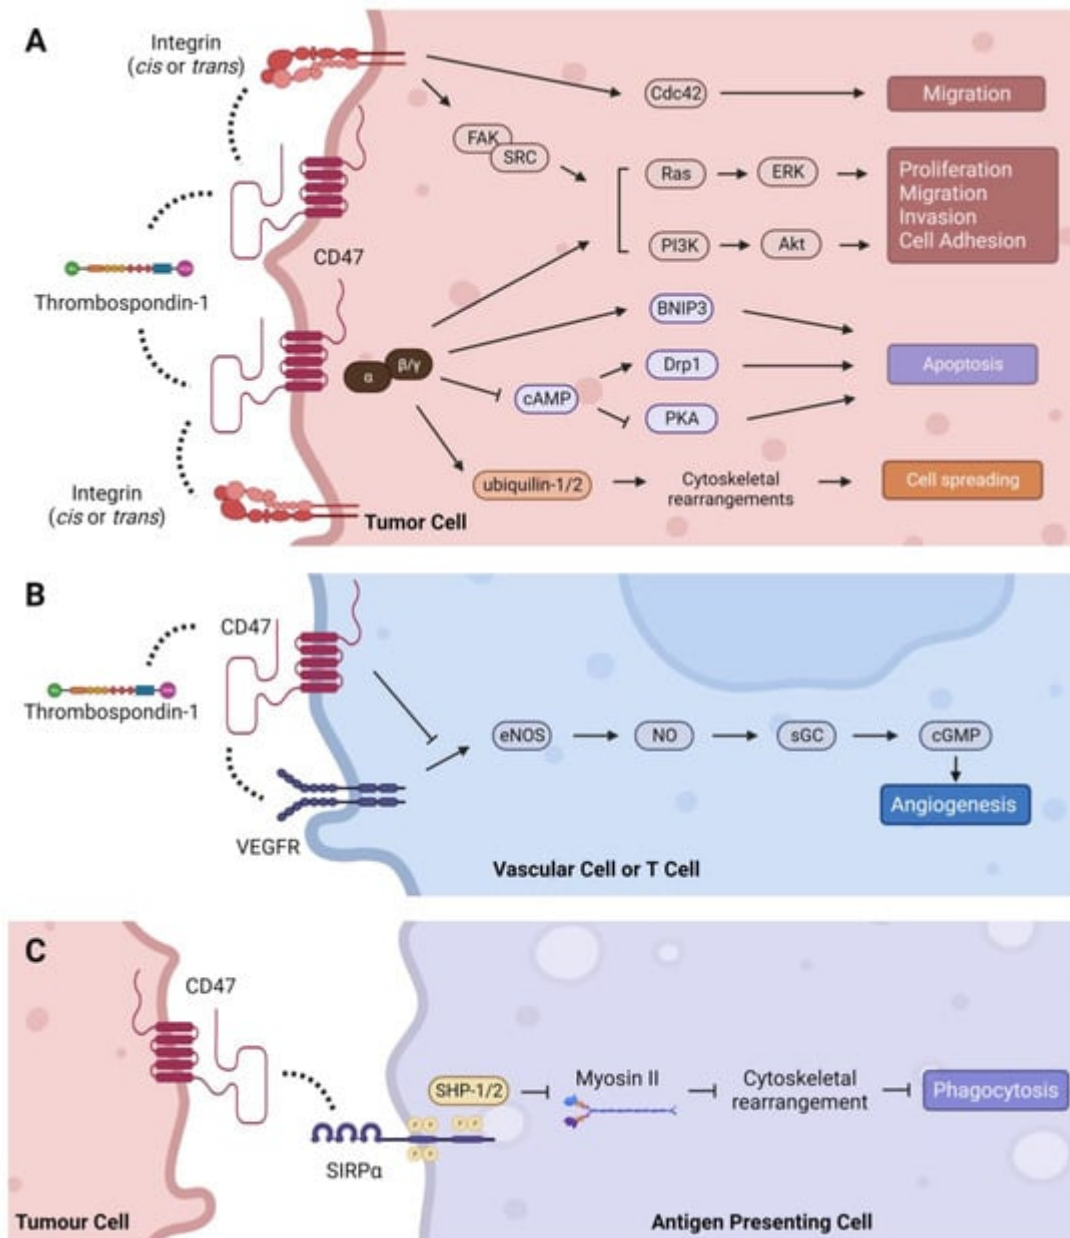 A
Integrin
(cis or trans)
Cdc42
Migration
FAK
SRC
Ras
ERK
Proliferation
Migration
Invasion
Cell Adhesion
PI3K
Akt
CD47
Thrombospondin-1
BNIP3
β/γ
α
Drp1
Apoptosis
cAMP
PKA
ubiquilin-1/2
Cytoskeletal
rearrangements
Cell spreading
Integrin
(cis or trans)
Tumor Cell
B
CD47
Thrombospondin-1
eNOS
NO
sGC
cGMP
Angiogenesis
VEGFR
Vascular Cell or T Cell
C
CD47
SHP-1/2
Myosin II
Cytoskeletal
rearrangement
Phagocytosis
SIRPα
Tumour Cell
Antigen Presenting Cell